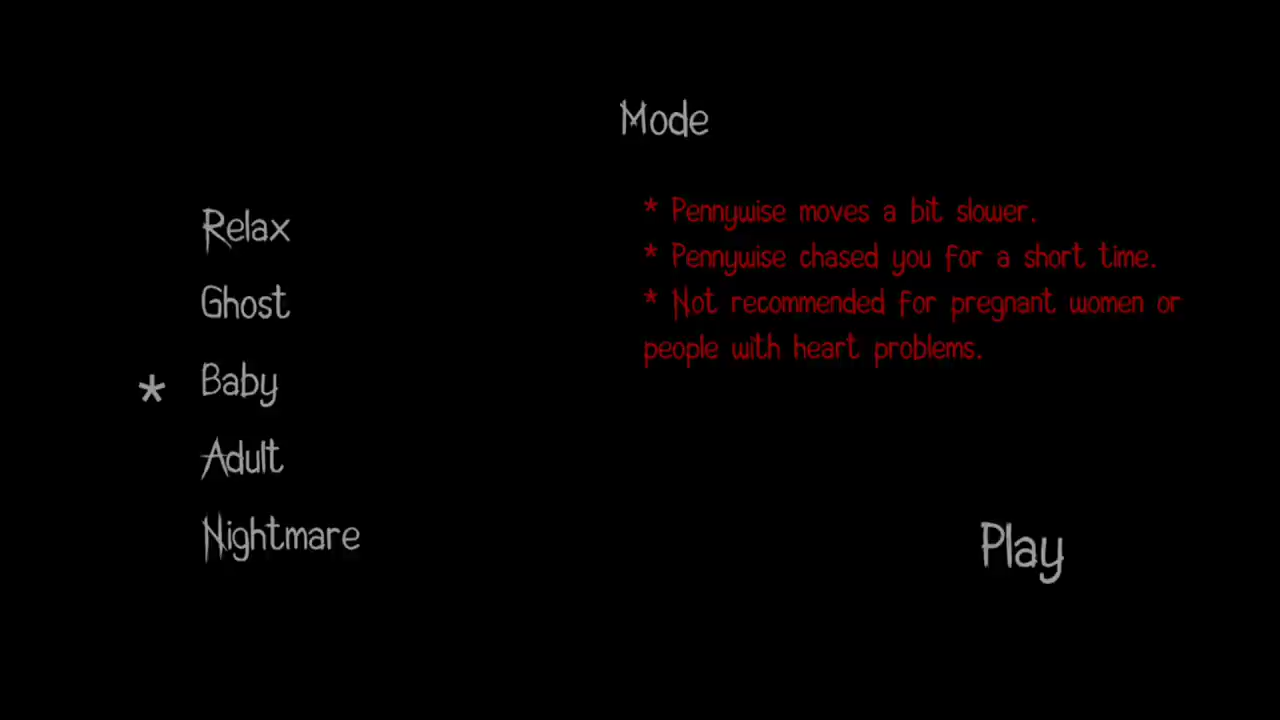 Mode
Relax
Ghost
* Baby
Adult
Nightmare
* Pennywise moves a bit slower.
* Pennywise chased you for a short time.
* Not recommended for pregnant women or
people with heart problems.
Play